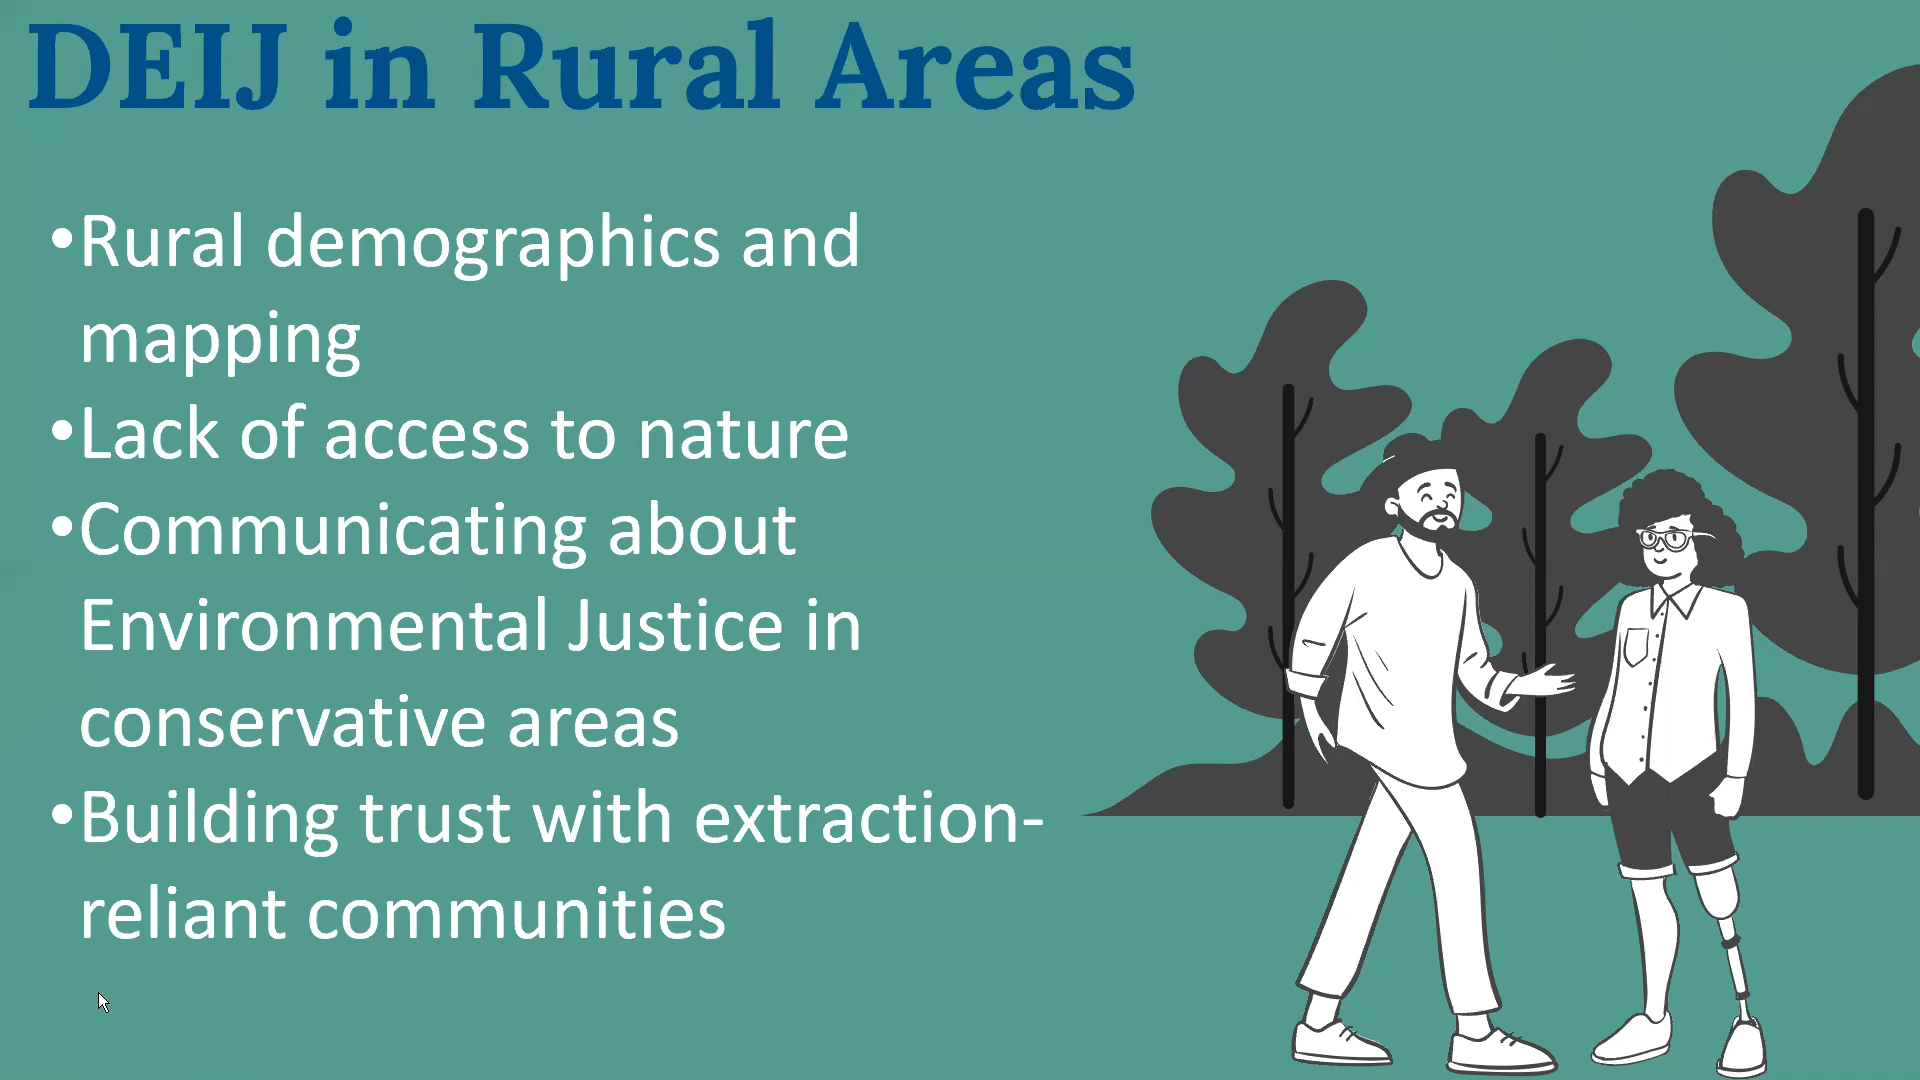 DEIJ in Rural Areas
•Rural demographics and
mapping
•Lack of access to nature
•Communicating about
Environmental Justice in
conservative areas
•Building trust with extraction-
reliant communities